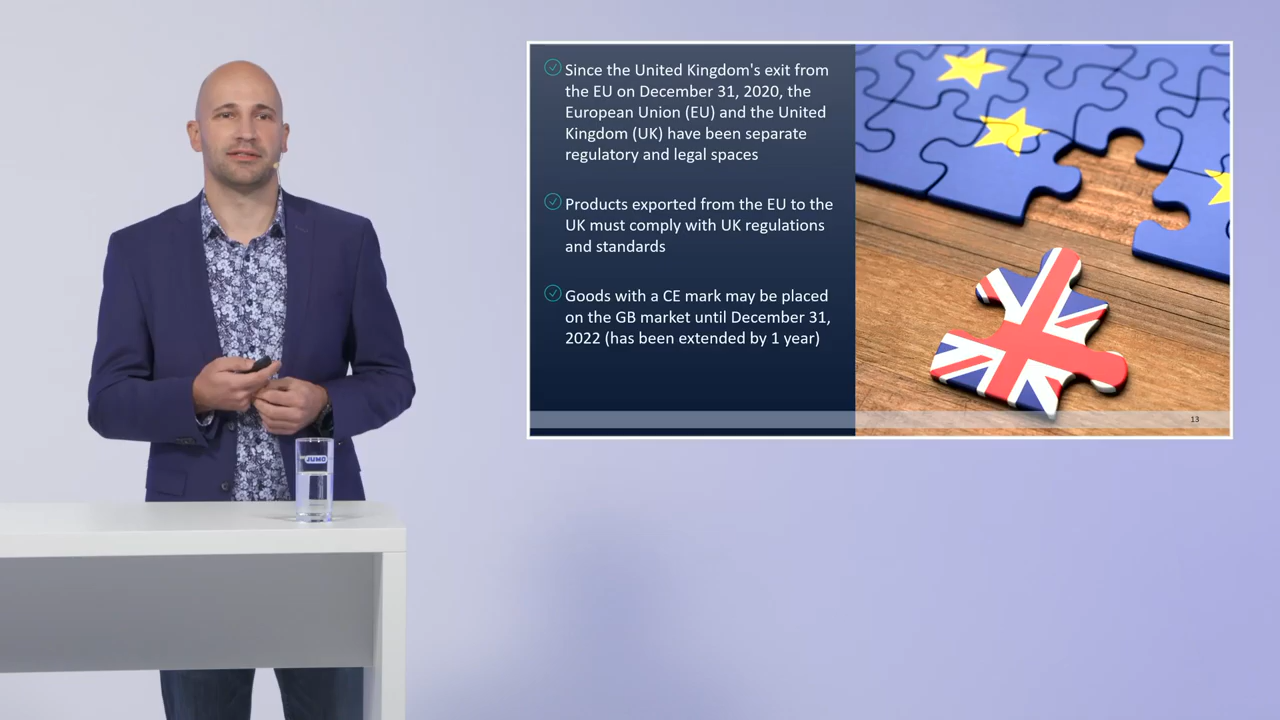 Since the United Kingdom's exit from
the EU on December 31, 2020, the
European Union (EU) and the United
Kingdom (UK) have been separate
regulatory and legal spaces
Products exported from the EU to the
UK must comply with UK regulations
and standards
Goods with a CE mark may be placed
on the GB market until December 31,
2022 (has been extended by 1 year)
13
JUMO